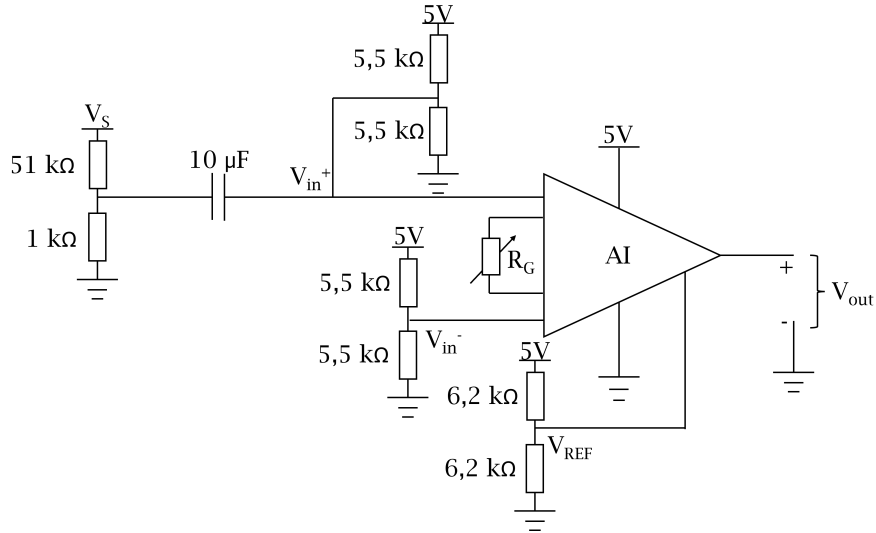 5V
5,5 kΩ
5,5 kΩ
V_S
51 kΩ
1 kΩ
10 µF
V_in^+
5V
5V
5,5 kΩ
5,5 kΩ
V_in^-
R_G
AI
+
-
V_out
5V
6,2 kΩ
6,2 kΩ
V_REF